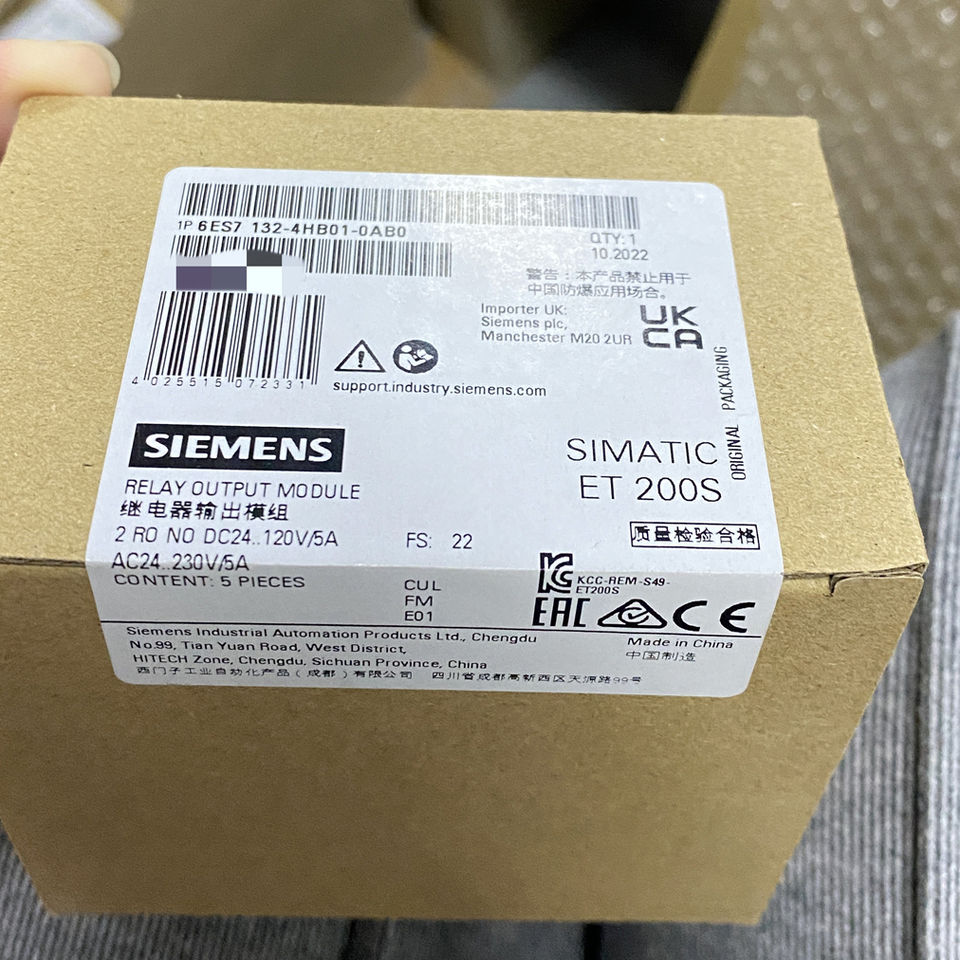 1P 6ES7 132-4HB01-0AB0
QTY: 1
10.2022
警告：本产品禁止用于
中国防爆应用场合。
Importer UK:
Siemens plc,
Manchester M20 2UR
UK
CA
4 025515 072331
support.industry.siemens.com
ORIGINAL PACKAGING
SIEMENS
SIMATIC
ET 200S
RELAY OUTPUT MODULE
继电器输出模组
2 RO NO DC24..120V/5A
FS: 22
质量检验合格
AC24..230V/5A
CONTENT: 5 PIECES
CUL
FM
E01
KCC-REM-S49-
ET200S
EAC
CE
Siemens Industrial Automation Products Ltd., Chengdu
No.99, Tian Yuan Road, West District,
HITECH Zone, Chengdu, Sichuan Province, China
西门子工业自动化产品（成都）有限公司 四川省成都高新西区天源路99号
Made in China
中国制造